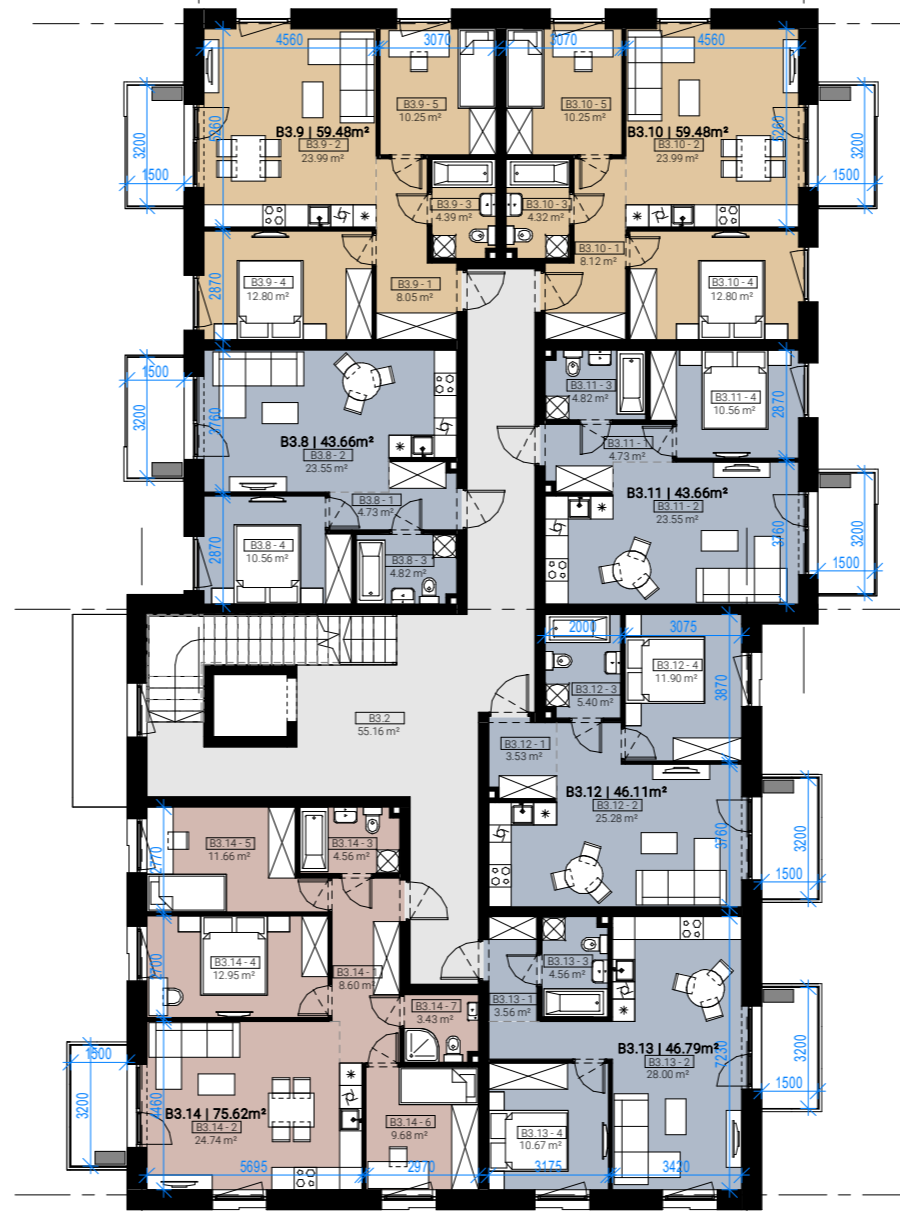 4560
3070
3070
4560
B3.9 - 5
10.25 m²
B3.10 - 5
10.25 m²
B3.9 | 59.48m²
B3.9 - 2
23.99 m²
5260
B3.10 | 59.48m²
B3.10 - 2
23.99 m²
5260
3200
1500
3200
1500
B3.9 - 3
4.39 m²
B3.10 - 3
4.32 m²
B3.10 - 1
8.12 m²
B3.9 - 4
12.80 m²
2870
B3.9 - 1
8.05 m²
B3.10 - 4
12.80 m²
1500
3200
B3.8 | 43.66m²
B3.8 - 2
23.55 m²
3760
B3.11 - 3
4.82 m²
B3.11 - 4
10.56 m²
2870
B3.11 - 1
4.73 m²
B3.8 - 1
4.73 m²
B3.11 | 43.66m²
B3.11 - 2
23.55 m²
3760
3200
1500
B3.8 - 4
10.56 m²
2870
B3.8 - 3
4.82 m²
2000
3075
B3.12 - 4
11.90 m²
3870
B3.12 - 3
5.40 m²
B3.2
55.16 m²
B3.12 - 1
3.53 m²
B3.12 | 46.11m²
B3.12 - 2
25.28 m²
3760
3200
1500
B3.14 - 5
11.66 m²
2770
B3.14 - 3
4.56 m²
B3.14 - 4
12.95 m²
2700
B3.14 - 1
8.60 m²
B3.13 - 3
4.56 m²
B3.13 - 1
3.56 m²
B3.14 - 7
3.43 m²
B3.13 | 46.79m²
B3.13 - 2
28.00 m²
7230
3200
1500
1500
3200
B3.14 | 75.62m²
B3.14 - 2
24.74 m²
4460
B3.14 - 6
9.68 m²
B3.13 - 4
10.67 m²
5695
2970
3175
3420